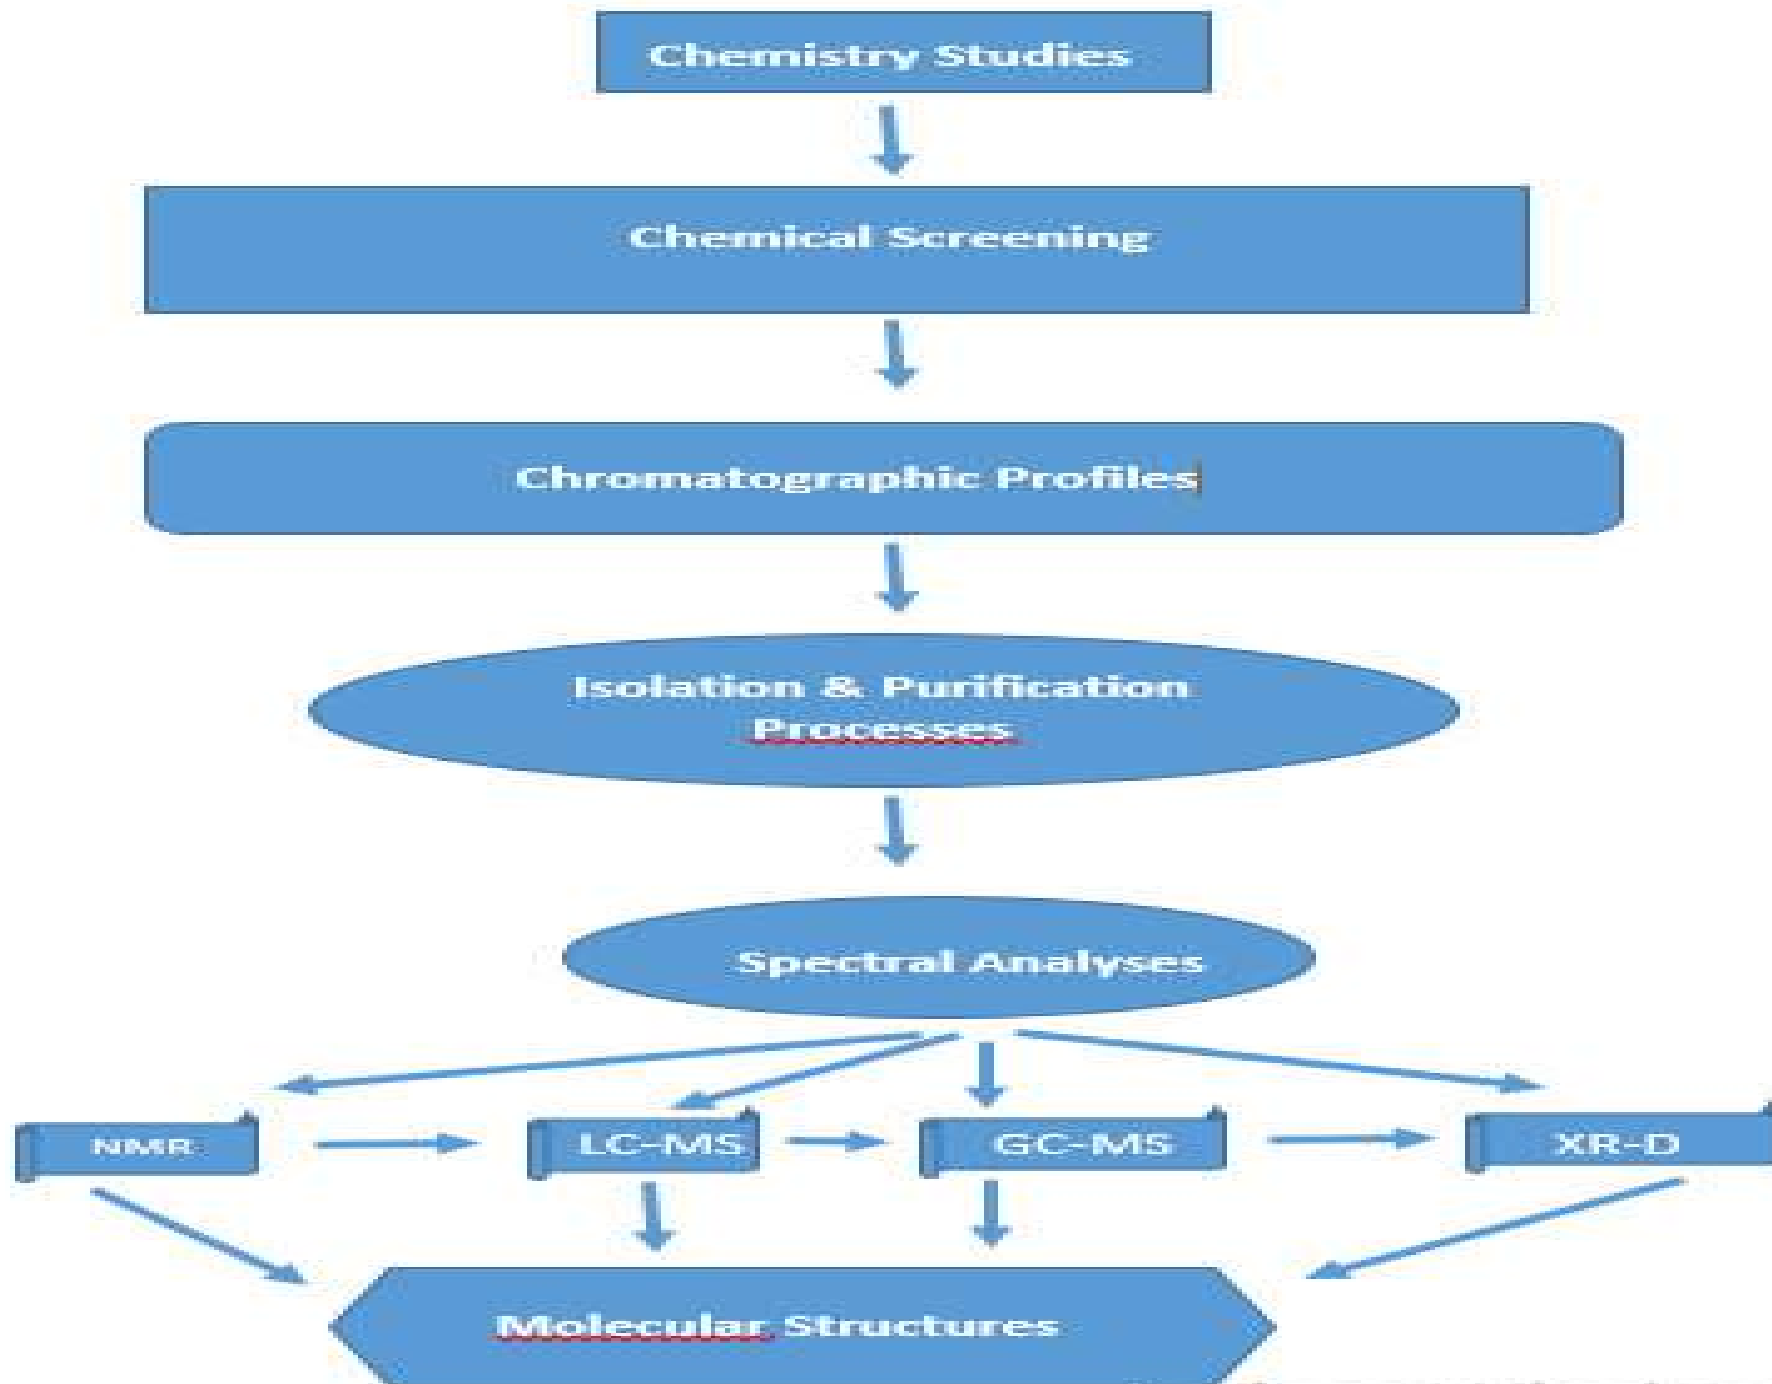 Chemistry Studies
Chemical Screening
Chromatographic Profiles
Isolation & Purification
Processes
Spectral Analyses
NMR
LC-MS
GC-MS
XR-D
Molecular Structures